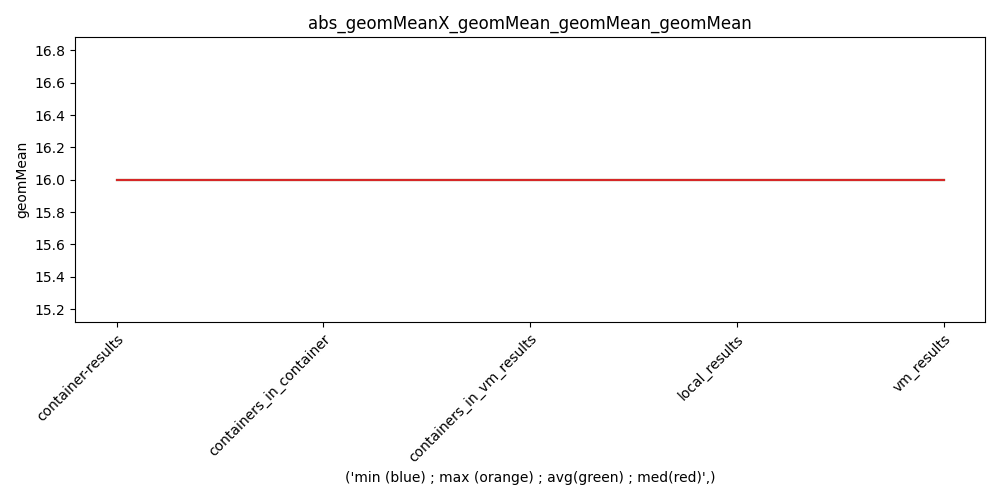 abs_geomMeanX_geomMean_geomMean_geomMean
geomMean
16.8
16.6
16.4
16.2
16.0
15.8
15.6
15.4
15.2
container-results
containers_in_container
containers_in_vm_results
local_results
vm_results
('min (blue) ; max (orange) ; avg(green) ; med(red)',)